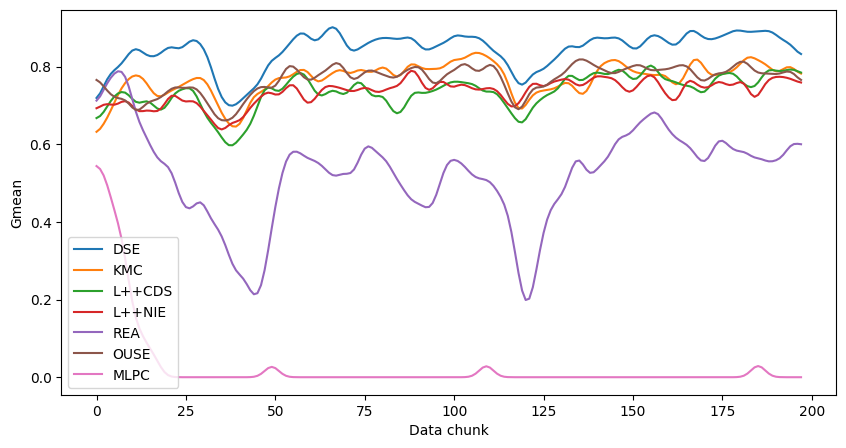 Gmean
0.8
0.6
0.4
0.2
0.0
DSE
KMC
L++CDS
L++NIE
REA
OUSE
MLPC
0 25 50 75 100 125 150 175 200
Data chunk